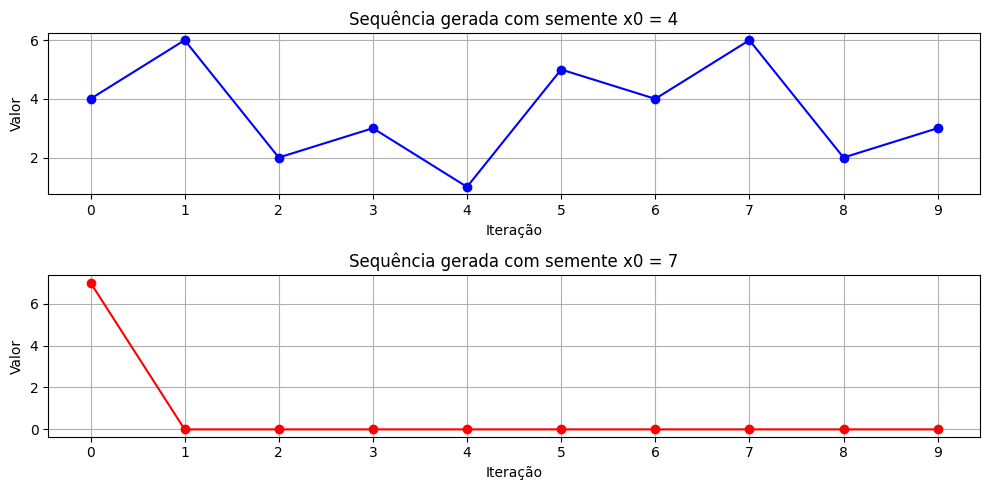 Sequência gerada com semente x0 = 4
6
4
2
Valor
0 1 2 3 4 5 6 7 8 9
Iteração
Sequência gerada com semente x0 = 7
6
4
2
0
Valor
0 1 2 3 4 5 6 7 8 9
Iteração